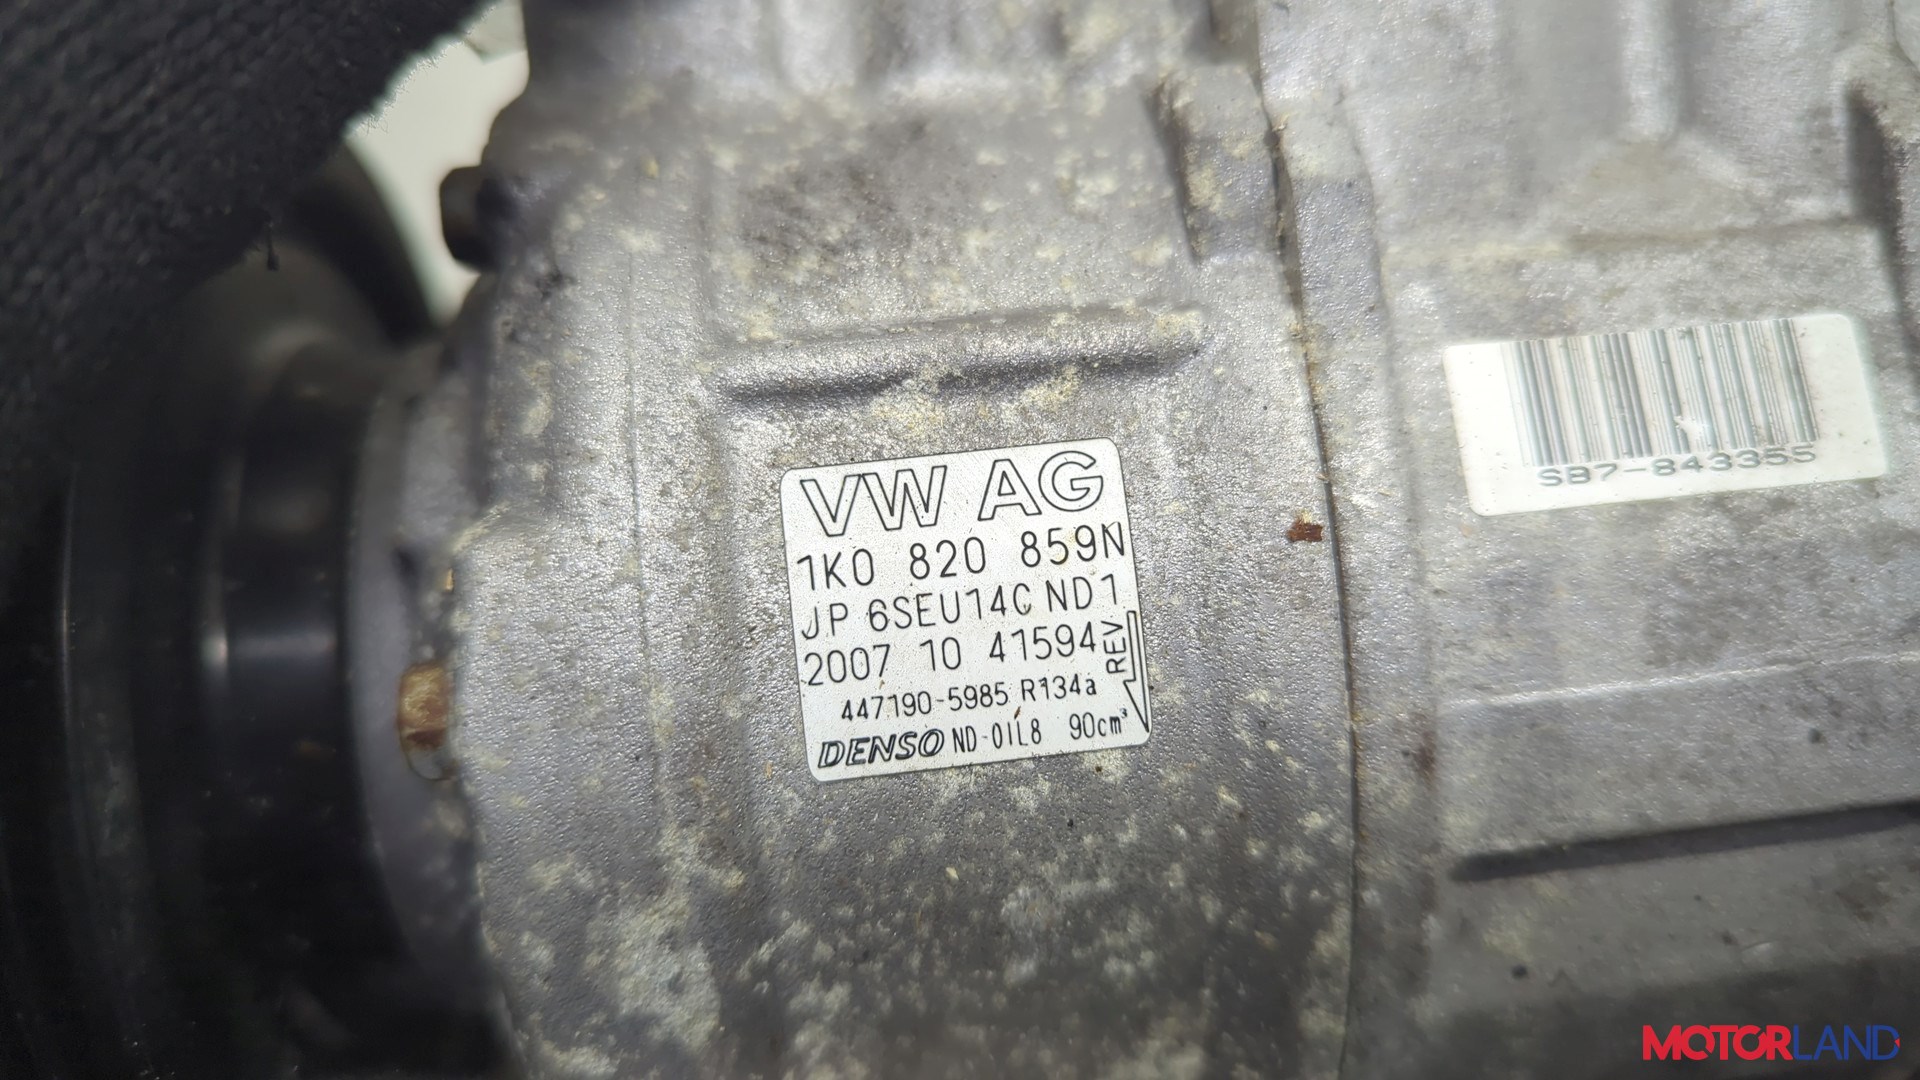 VW AG
1K0 820 859N
JP 6SEU14C ND1
2007 10 41594
REV
447190-5985 R134a
DENSO ND-OIL8 90cm³
SB7-843355
MOTORLAND